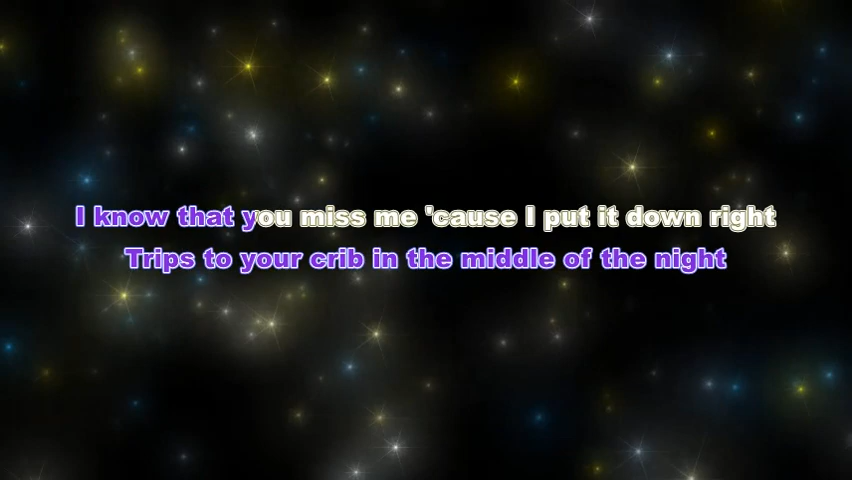 I know that you miss me 'cause I put it down right
Trips to your crib in the middle of the night